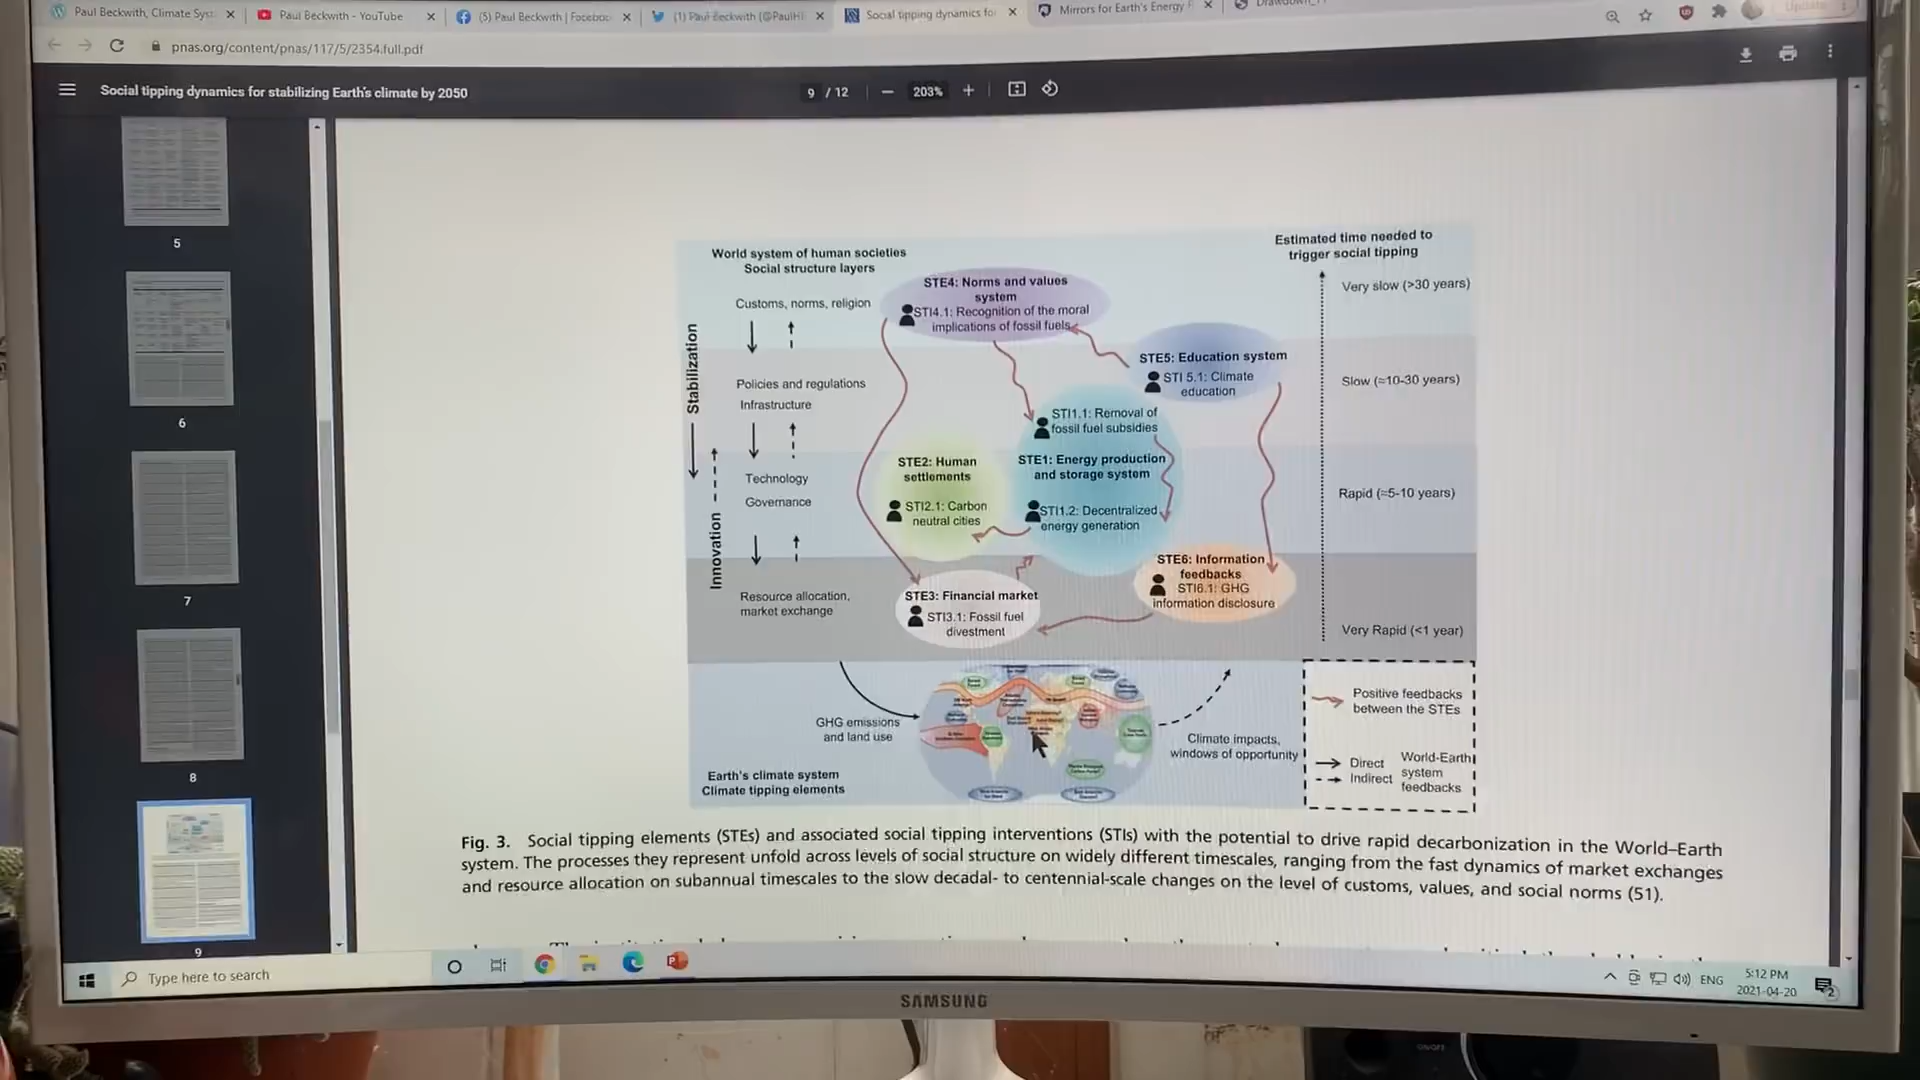 Paul Beckwith, Climate Syst
Paul Beckwith - YouTube
(5) Paul Beckwith | Faceboo
(1) Paul Beckwith (@PaulH
Social tipping dynamics fo
Mirrors for Earth's Energy
Update
pnas.org/content/pnas/117/5/2354.full.pdf
Social tipping dynamics for stabilizing Earth's climate by 2050
9 / 12
203%
5
6
7
8
9
World system of human societies
Social structure layers
Customs, norms, religion
Policies and regulations
Infrastructure
Technology
Governance
Resource allocation,
market exchange
Stabilization
Innovation
STE4: Norms and values
system
STI4.1: Recognition of the moral
implications of fossil fuels
STE5: Education system
STI 5.1: Climate
education
STI1.1: Removal of
fossil fuel subsidies
STE1: Energy production
and storage system
STI1.2: Decentralized
energy generation
STE2: Human
settlements
STI2.1: Carbon
neutral cities
STE6: Information
feedbacks
STI6.1: GHG
information disclosure
STE3: Financial market
STI3.1: Fossil fuel
divestment
Estimated time needed to
trigger social tipping
Very slow (>30 years)
Slow (≈10-30 years)
Rapid (≈5-10 years)
Very Rapid (<1 year)
GHG emissions
and land use
Climate impacts,
windows of opportunity
Earth's climate system
Climate tipping elements
Positive feedbacks
between the STEs
Direct
Indirect
World-Earth
system
feedbacks
Fig. 3. Social tipping elements (STEs) and associated social tipping interventions (STIs) with the potential to drive rapid decarbonization in the World–Earth
system. The processes they represent unfold across levels of social structure on widely different timescales, ranging from the fast dynamics of market exchanges
and resource allocation on subannual timescales to the slow decadal- to centennial-scale changes on the level of customs, values, and social norms (51).
Type here to search
ENG
5:12 PM
2021-04-20
2
SAMSUNG
ON/OFF